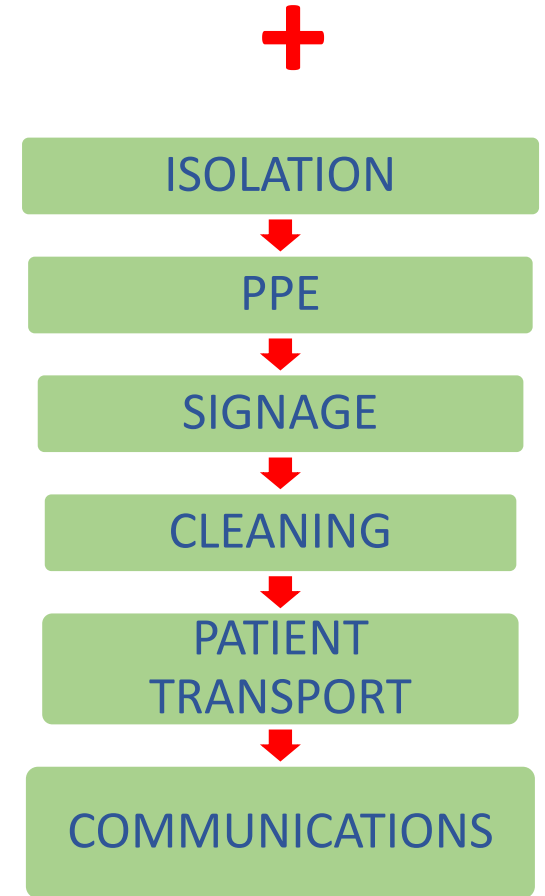 ISOLATION
PPE
SIGNAGE
CLEANING
PATIENT
TRANSPORT
COMMUNICATIONS